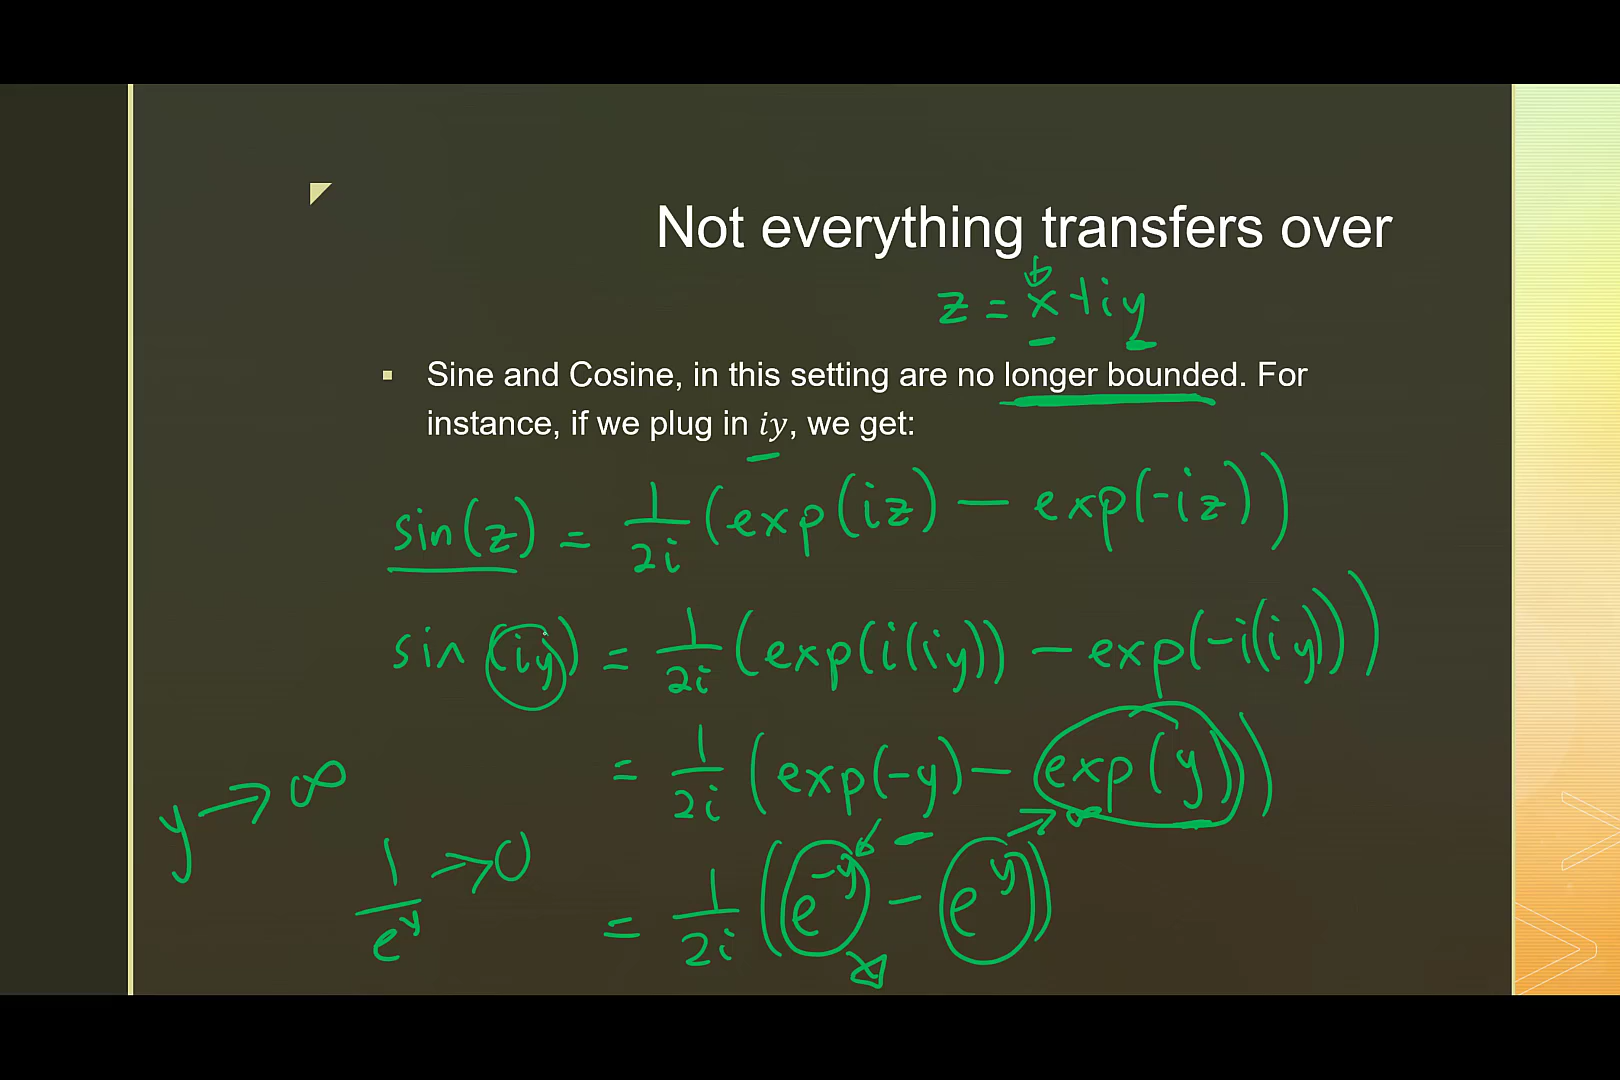 Not everything transfers over
z = x + iy
Sine and Cosine, in this setting are no longer bounded. For
instance, if we plug in iy, we get:
sin(z) = 1/2i (exp(iz) − exp(-iz))
sin(iy) = 1/2i (exp(i(iy)) − exp(-i(iy)))
= 1/2i (exp(-y) − exp(y))
y → ∞
1/e^y → 0
= 1/2i (e^-y − e^y)
→ ∞